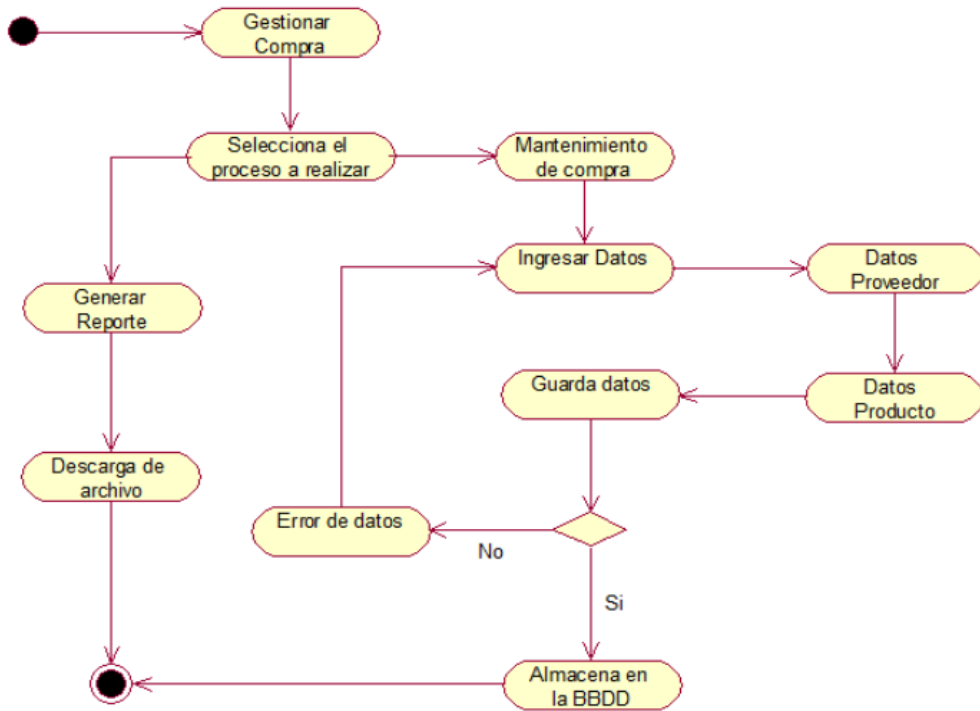 Gestionar
Compra
Selecciona el
proceso a realizar
Mantenimiento
de compra
Ingresar Datos
Datos
Proveedor
Generar
Reporte
Guarda datos
Datos
Producto
Descarga de
archivo
Error de datos
No
Si
Almacena en
la BBDD